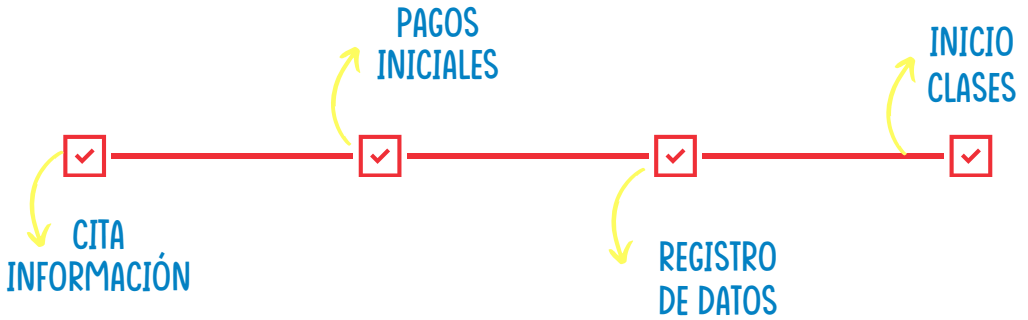 PAGOS
INICIALES
INICIO
CLASES
CITA
INFORMACIÓN
REGISTRO
DE DATOS